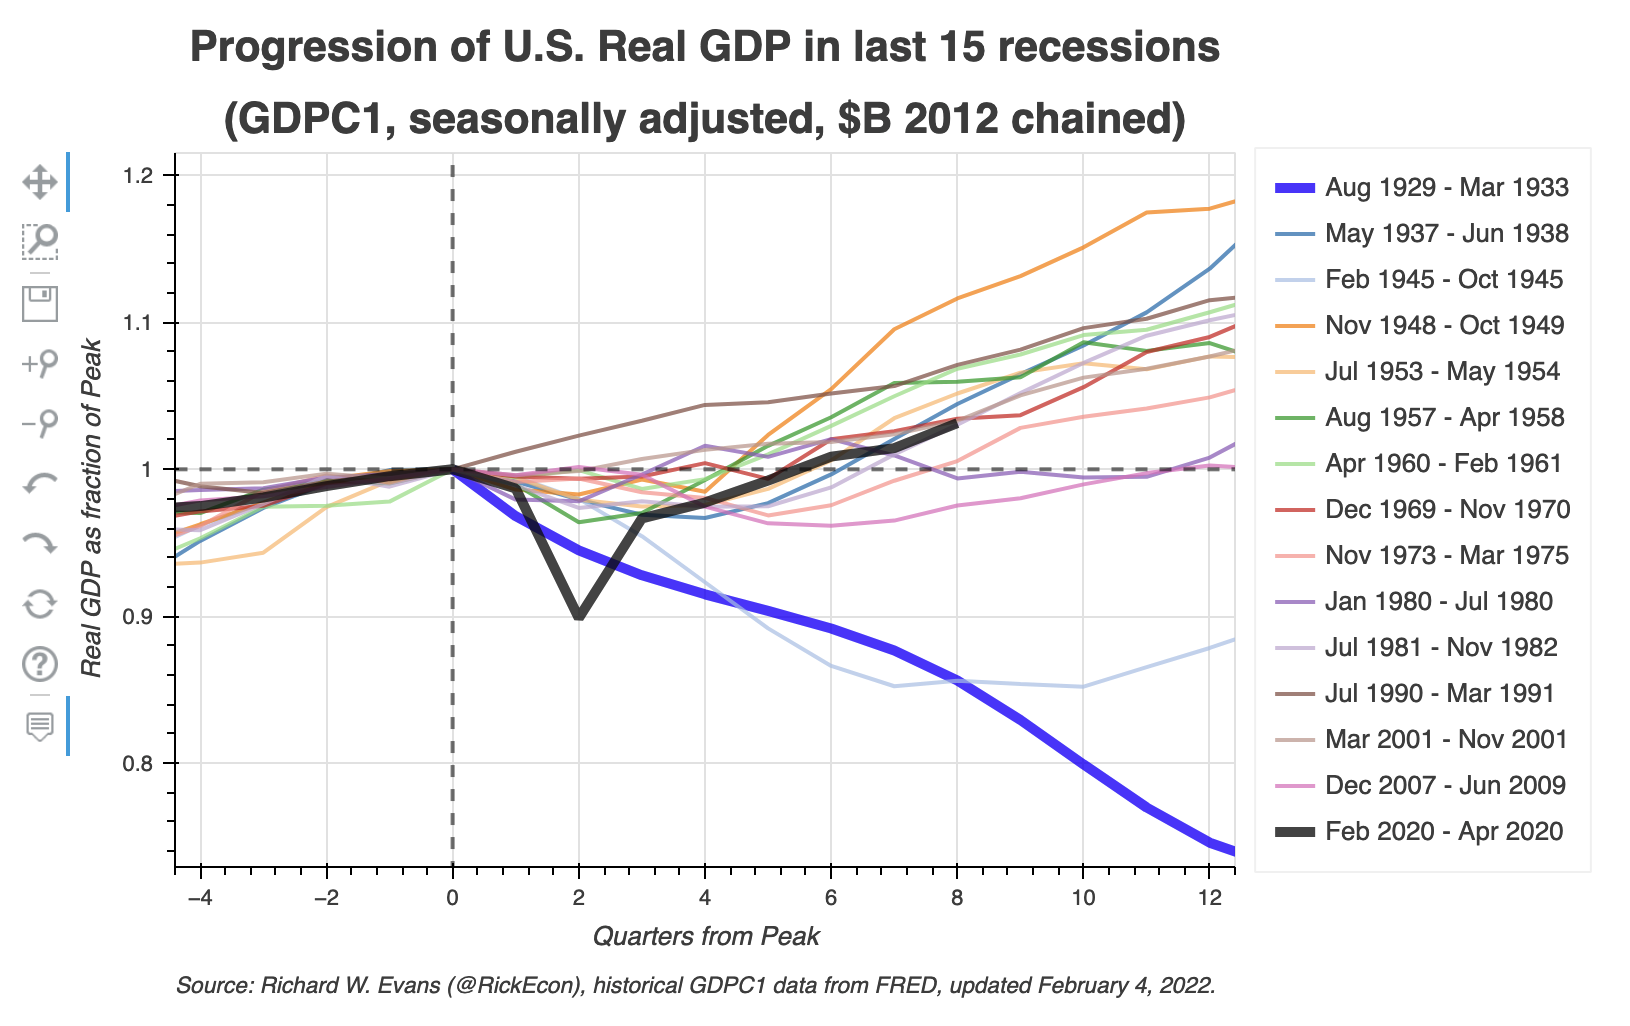 Progression of U.S. Real GDP in last 15 recessions
(GDPC1, seasonally adjusted, $B 2012 chained)
Real GDP as fraction of Peak
1.2
1.1
1
0.9
0.8
−4
−2
0
2
4
6
8
10
12
Quarters from Peak
Aug 1929 - Mar 1933
May 1937 - Jun 1938
Feb 1945 - Oct 1945
Nov 1948 - Oct 1949
Jul 1953 - May 1954
Aug 1957 - Apr 1958
Apr 1960 - Feb 1961
Dec 1969 - Nov 1970
Nov 1973 - Mar 1975
Jan 1980 - Jul 1980
Jul 1981 - Nov 1982
Jul 1990 - Mar 1991
Mar 2001 - Nov 2001
Dec 2007 - Jun 2009
Feb 2020 - Apr 2020
Source: Richard W. Evans (@RickEcon), historical GDPC1 data from FRED, updated February 4, 2022.